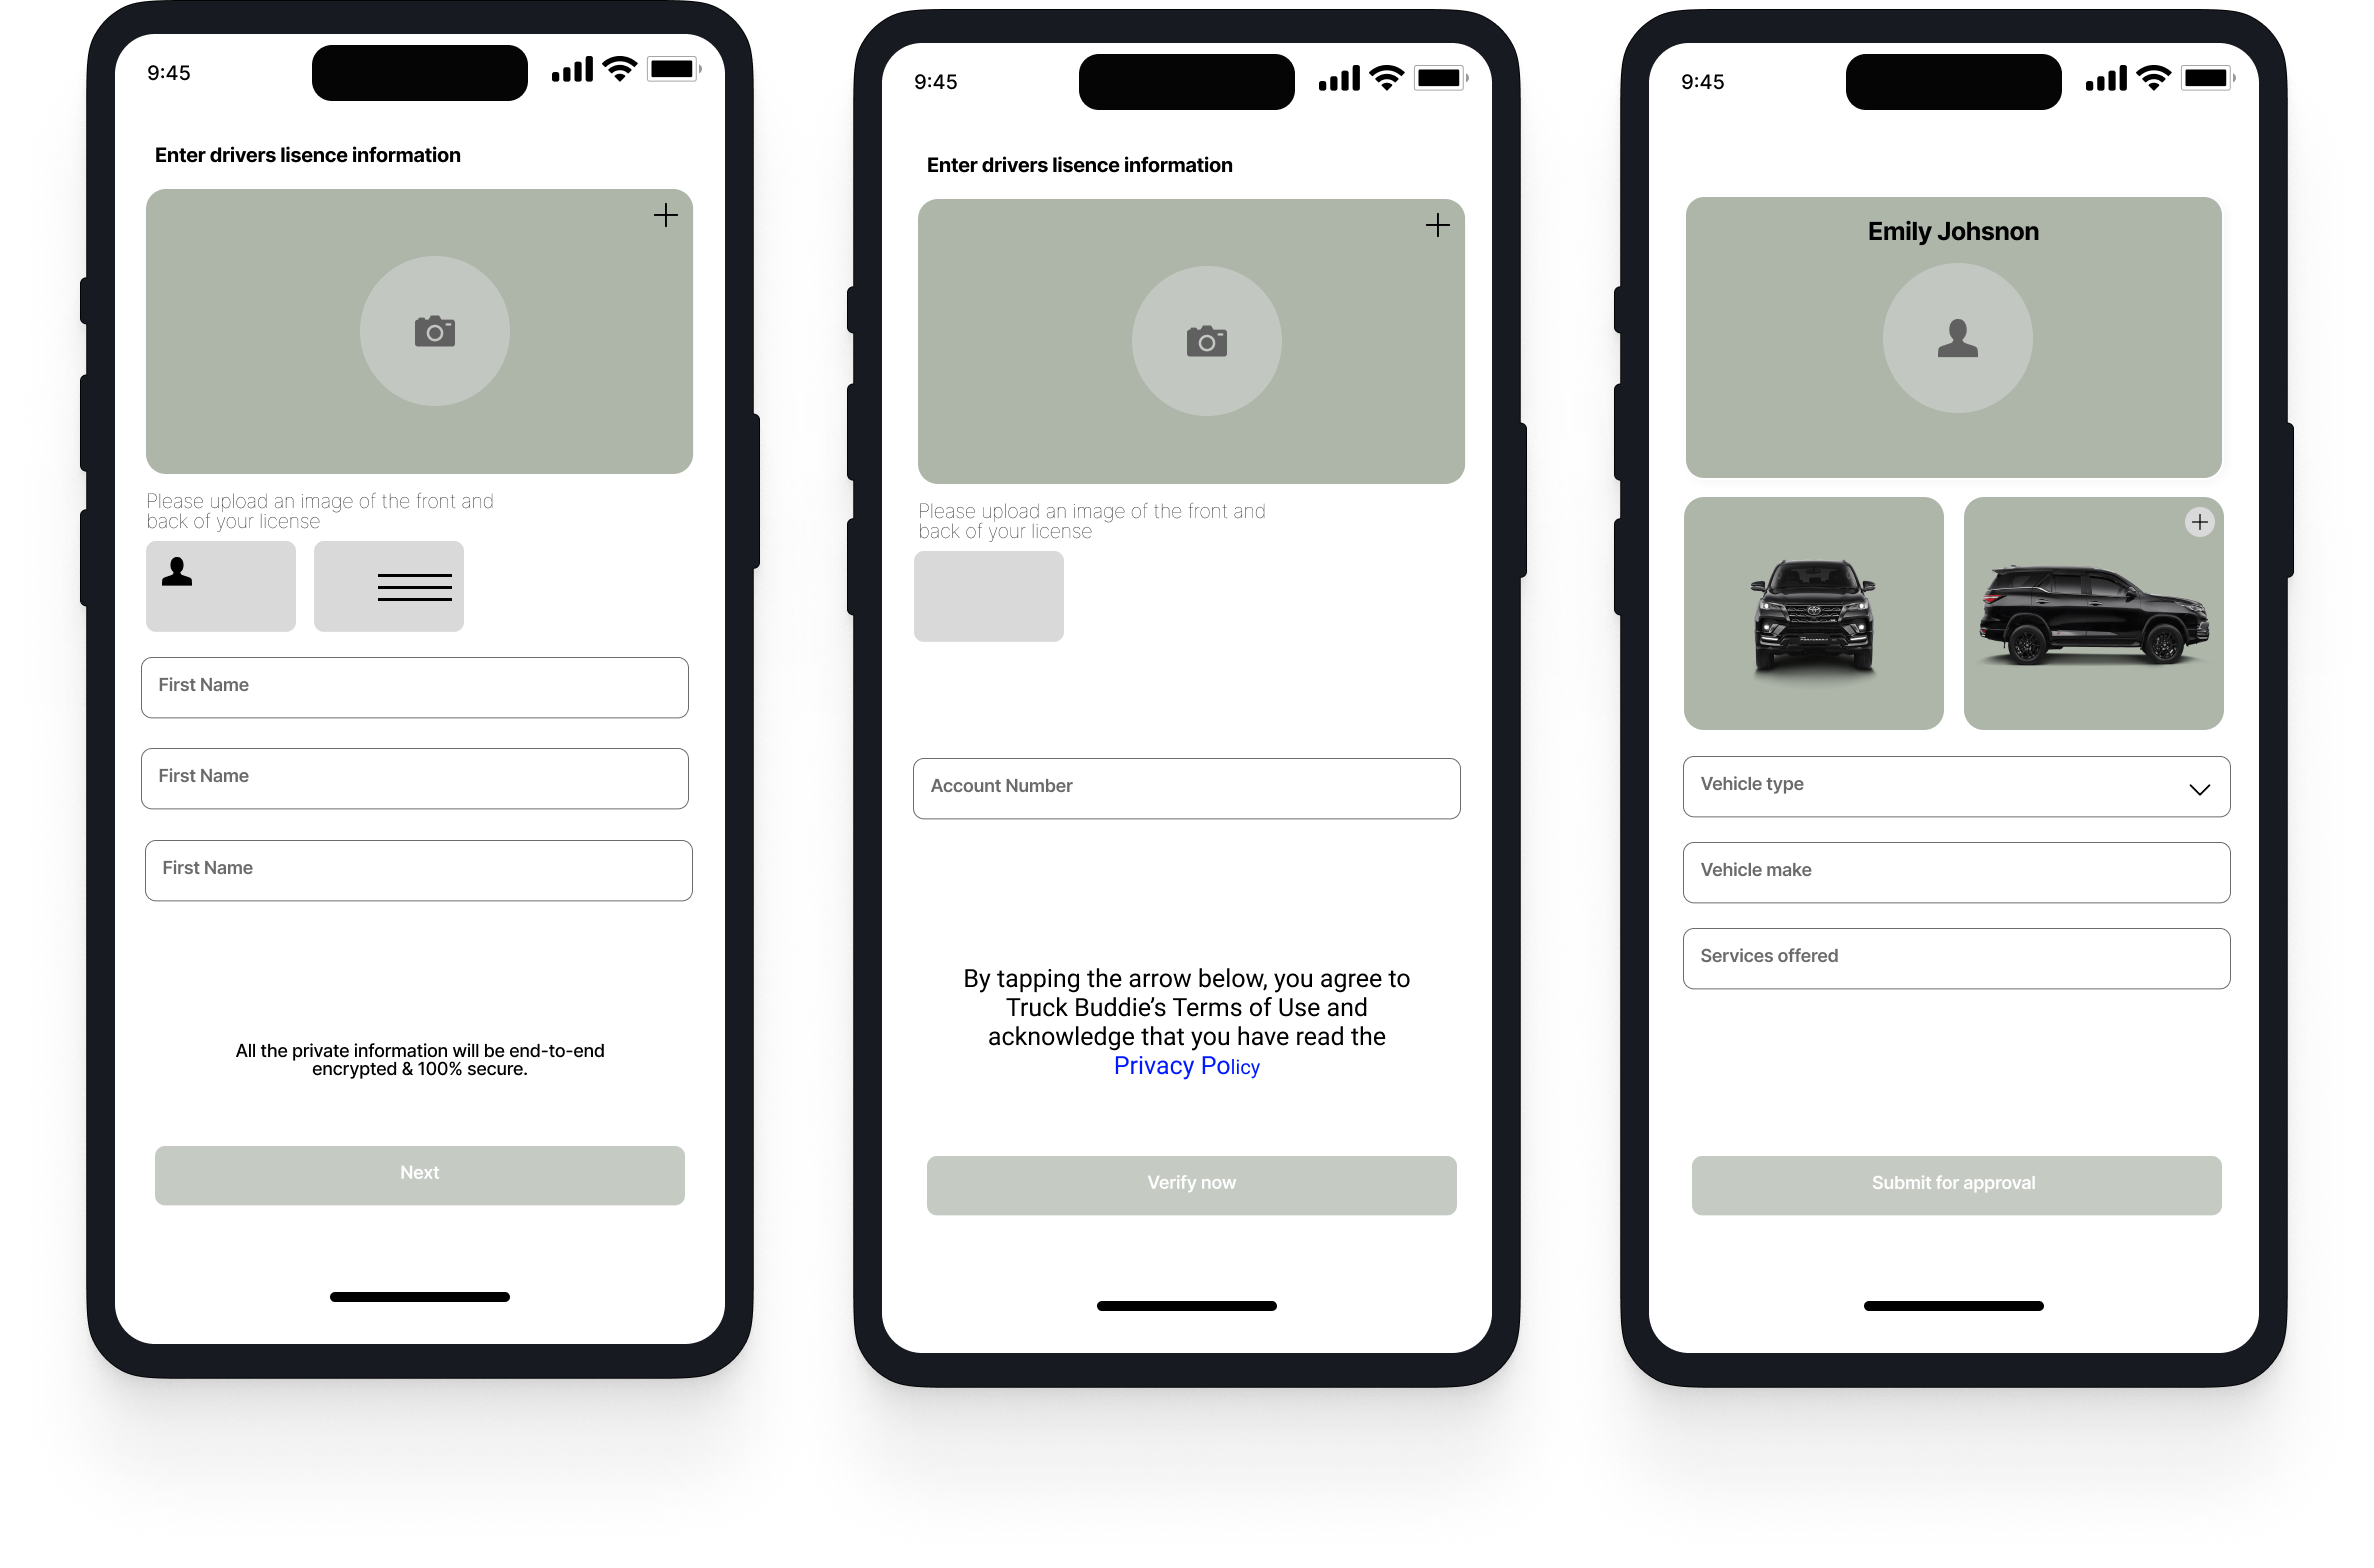 9:45
Enter drivers lisence information
Please upload an image of the front and
back of your license
First Name
First Name
First Name
All the private information will be end-to-end
encrypted & 100% secure.
Next
9:45
Enter drivers lisence information
Please upload an image of the front and
back of your license
Account Number
By tapping the arrow below, you agree to
Truck Buddie’s Terms of Use and
acknowledge that you have read the
Privacy Policy
Verify now
9:45
Emily Johsnon
Vehicle type
Vehicle make
Services offered
Submit for approval